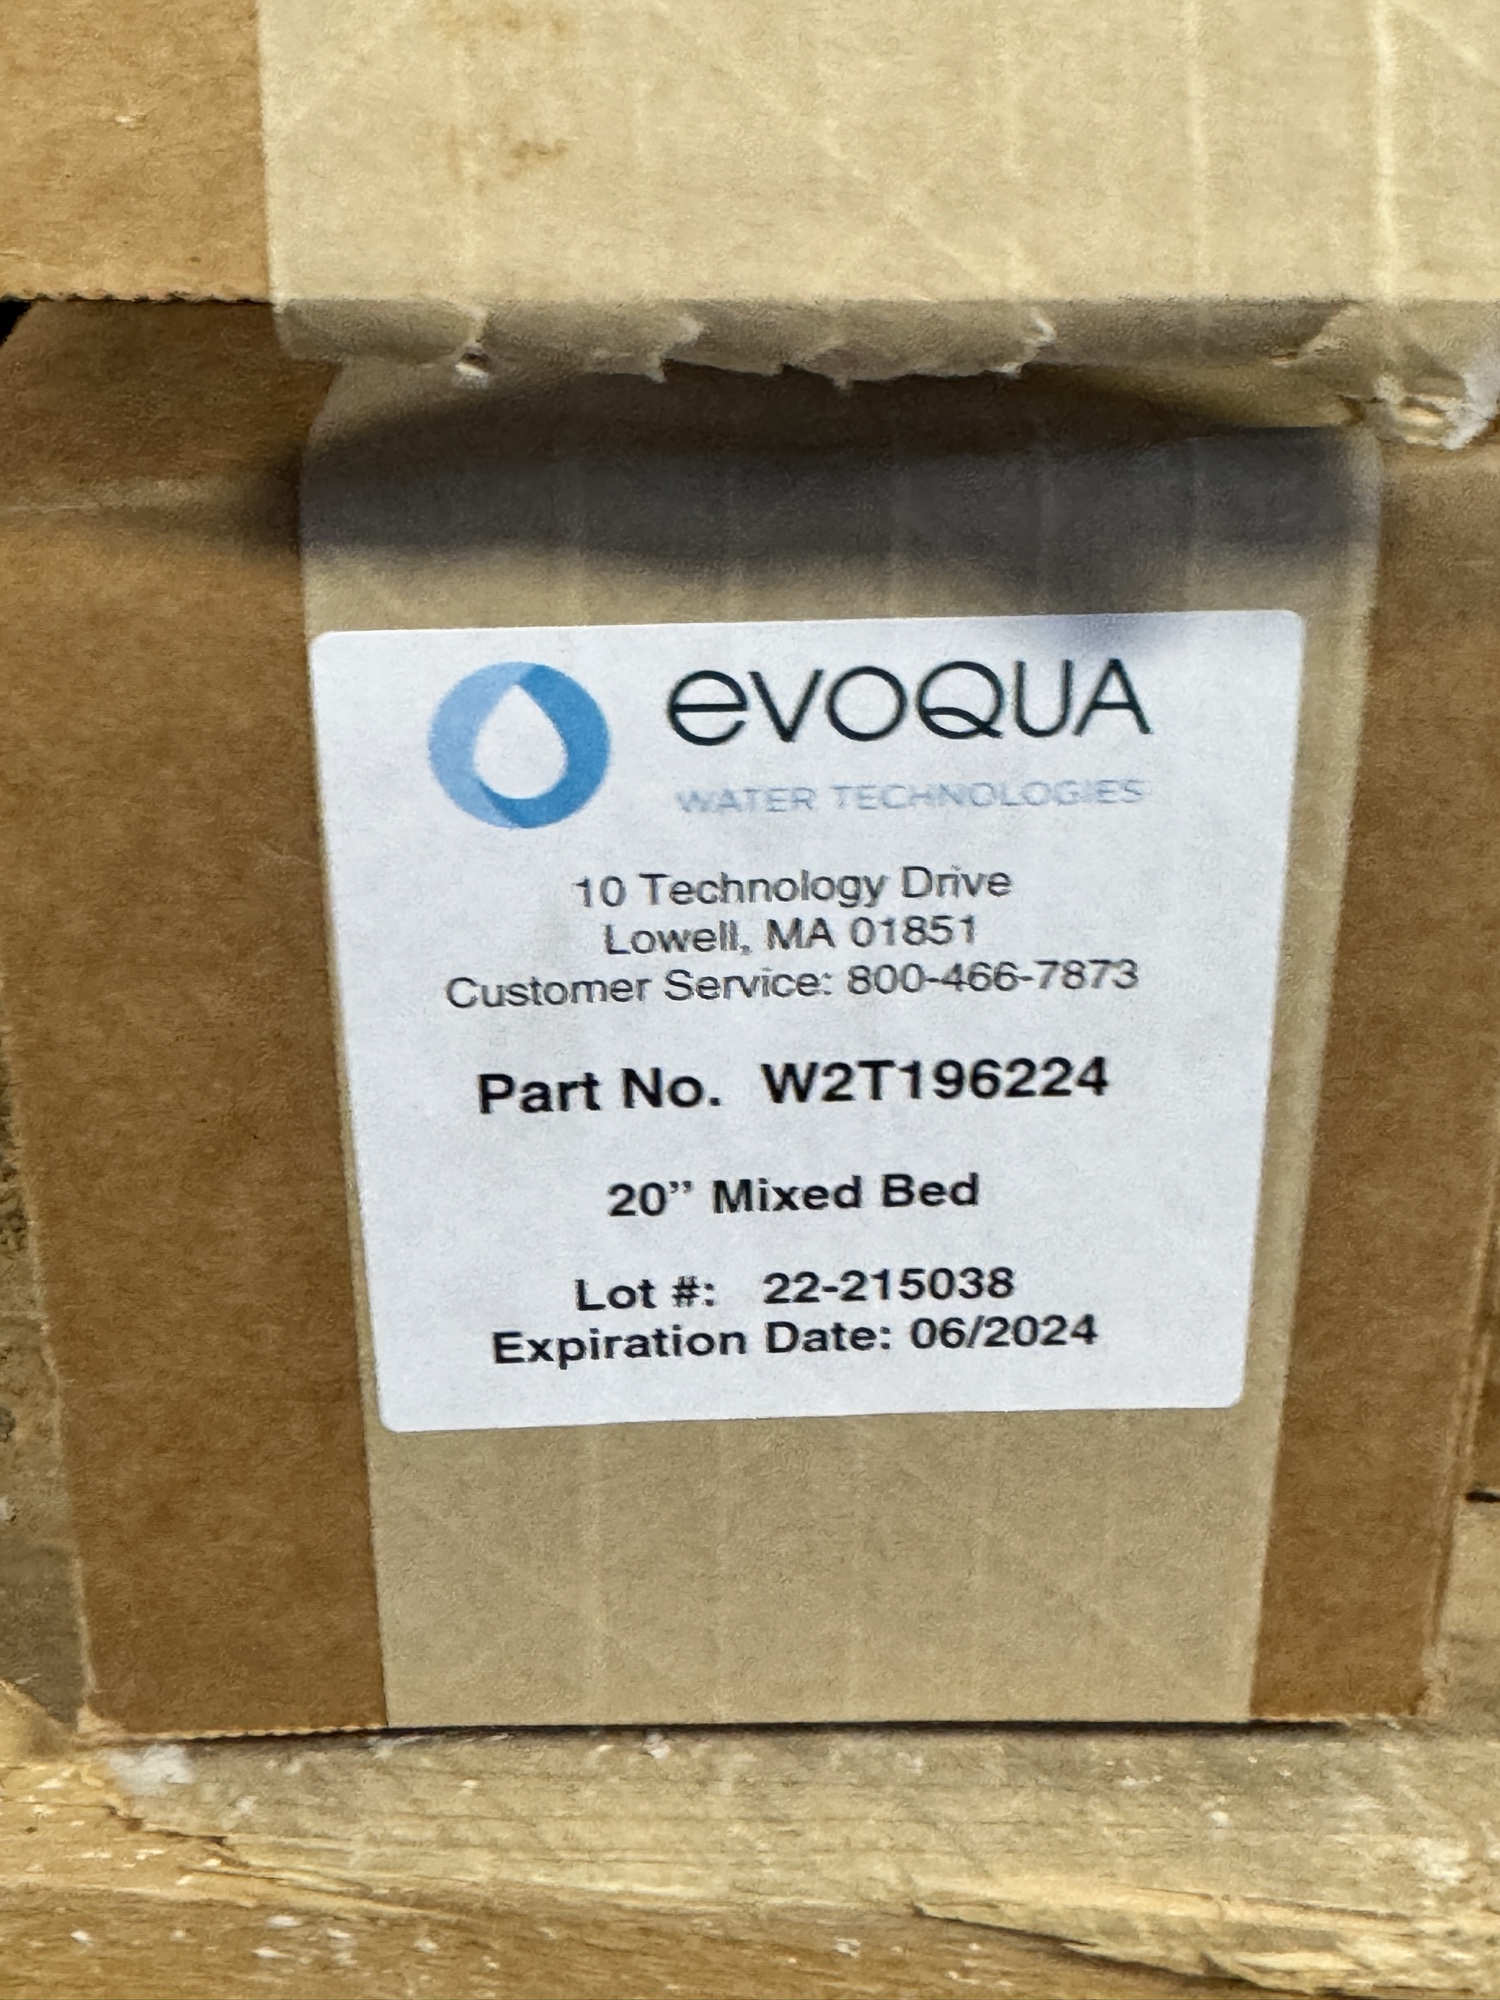 evoQUA
WATER TECHNOLOGIES
10 Technology Drive
Lowell, MA 01851
Customer Service: 800-466-7873
Part No. W2T196224
20” Mixed Bed
Lot #: 22-215038
Expiration Date: 06/2024